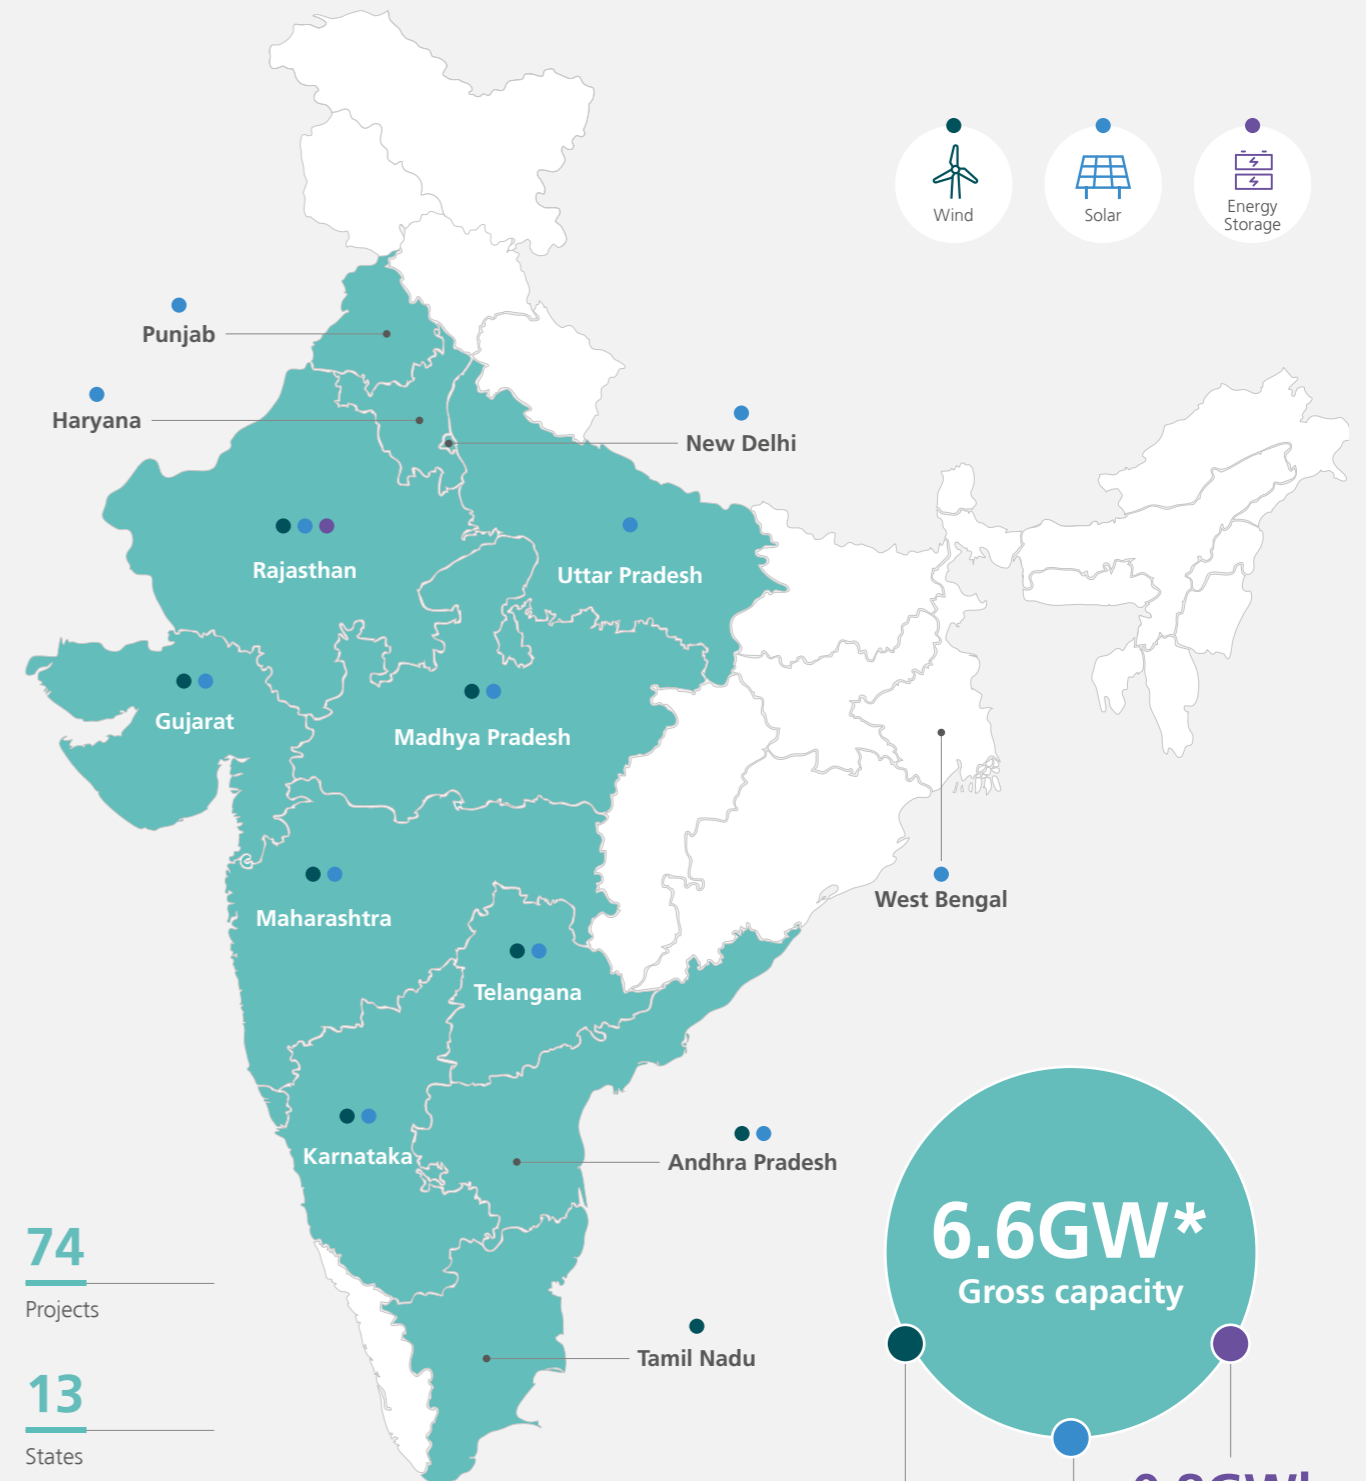 Wind
Solar
Energy
Storage
Punjab
Haryana
New Delhi
Rajasthan
Uttar Pradesh
Gujarat
Madhya Pradesh
West Bengal
Maharashtra
Telangana
Karnataka
Andhra Pradesh
Tamil Nadu
74
Projects
13
States
6.6GW*
Gross capacity